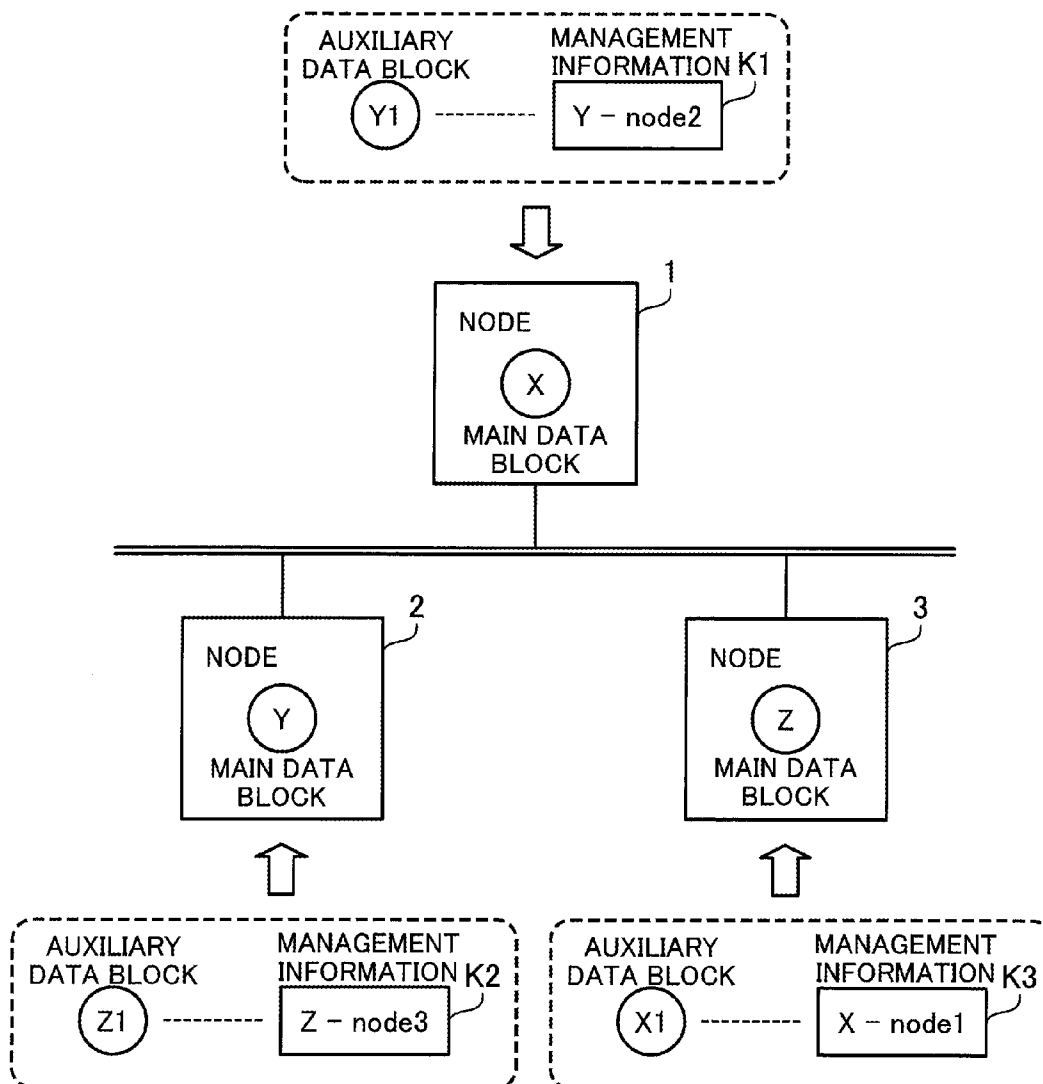 AUXILIARY
DATA BLOCK
MANAGEMENT
INFORMATION K1
Y1
Y - node2
1
NODE
X
MAIN DATA
BLOCK
2
NODE
Y
MAIN DATA
BLOCK
3
NODE
Z
MAIN DATA
BLOCK
AUXILIARY
DATA BLOCK
MANAGEMENT
INFORMATION K2
Z1
Z - node3
AUXILIARY
DATA BLOCK
MANAGEMENT
INFORMATION K3
X1
X - node1